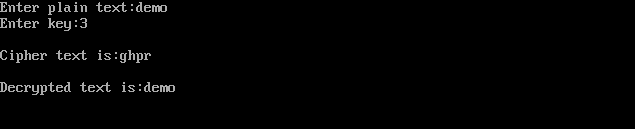 Enter plain text:demo
Enter key:3
Cipher text is:ghpr
Decrypted text is:demo